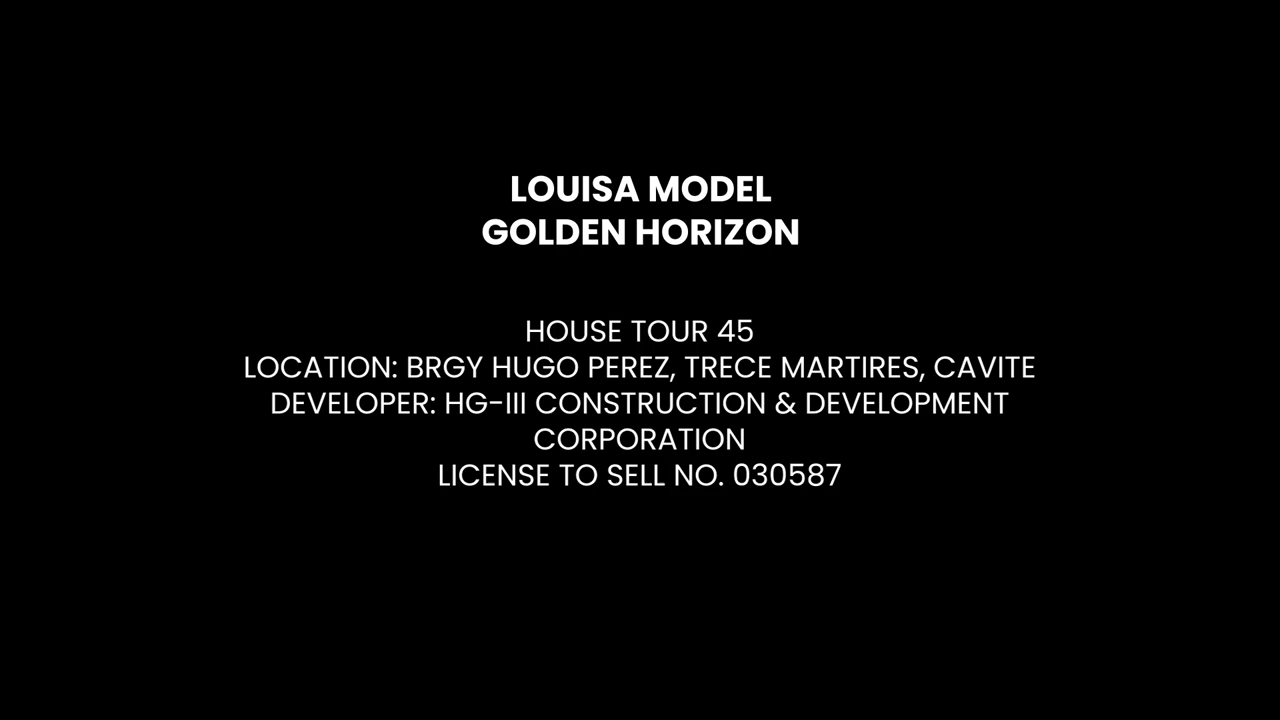 LOUISA MODEL
GOLDEN HORIZON
HOUSE TOUR 45
LOCATION: BRGY HUGO PEREZ, TRECE MARTIRES, CAVITE
DEVELOPER: HG-III CONSTRUCTION & DEVELOPMENT
CORPORATION
LICENSE TO SELL NO. 030587